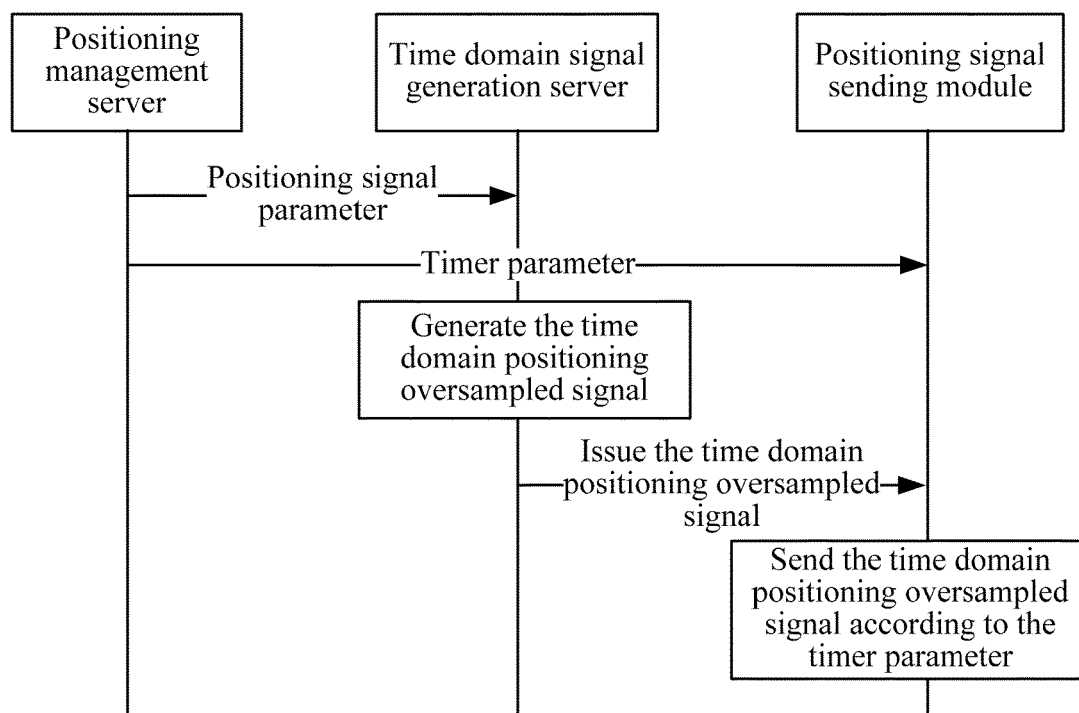 Positioning
management
server
Time domain signal
generation server
Positioning signal
sending module
Positioning signal
parameter
Timer parameter
Generate the time
domain positioning
oversampled signal
Issue the time domain
positioning oversampled
signal
Send the time domain
positioning oversampled
signal according to the
timer parameter